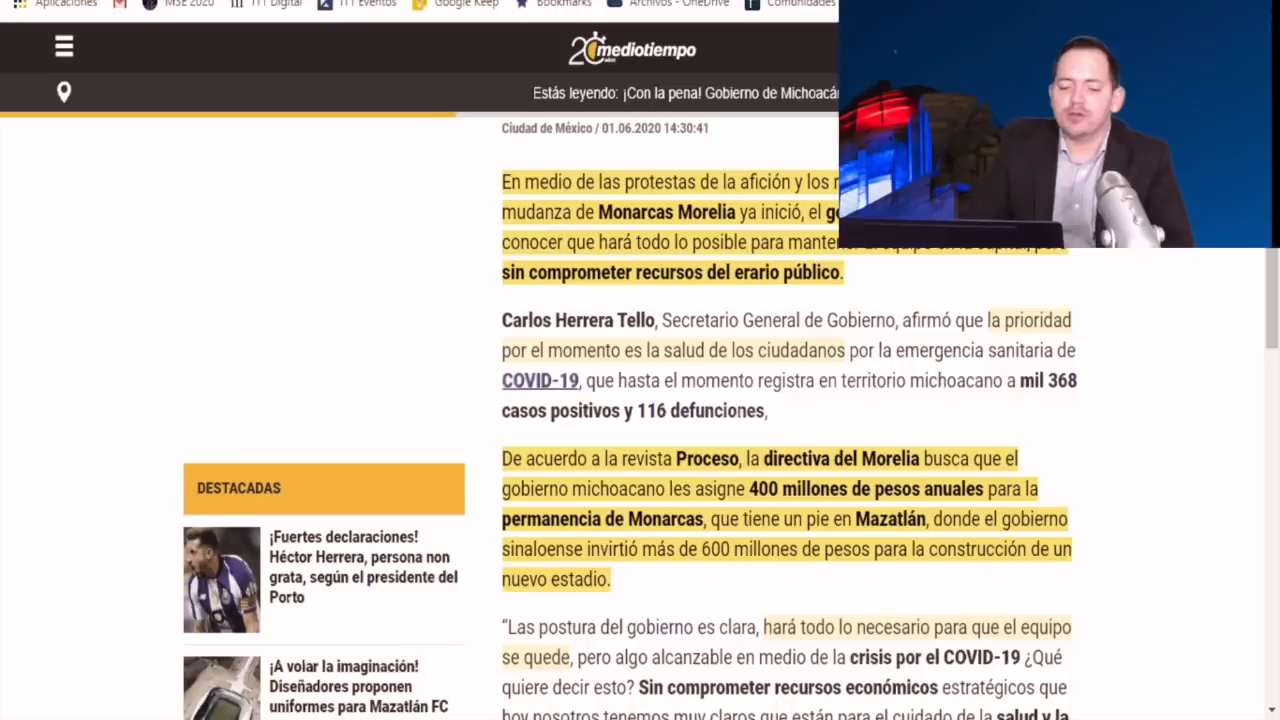 Aplicaciones
MSE 2020
TFT Digital
TFT Eventos
Google Keep
Bookmarks
Archivos - OneDrive
Comunidades
20 años mediotiempo
Estás leyendo: ¡Con la pena! Gobierno de Michoacá
Ciudad de México / 01.06.2020 14:30:41
En medio de las protestas de la afición y los
mudanza de Monarcas Morelia ya inició, el
conocer que hará todo lo posible para
sin comprometer recursos del erario público.
Carlos Herrera Tello, Secretario General de Gobierno, afirmó que la prioridad
por el momento es la salud de los ciudadanos por la emergencia sanitaria de
COVID-19, que hasta el momento registra en territorio michoacano a mil 368
casos positivos y 116 defunciones,
De acuerdo a la revista Proceso, la directiva del Morelia busca que el
gobierno michoacano les asigne 400 millones de pesos anuales para la
permanencia de Monarcas, que tiene un pie en Mazatlán, donde el gobierno
sinaloense invirtió más de 600 millones de pesos para la construcción de un
nuevo estadio.
“Las postura del gobierno es clara, hará todo lo necesario para que el equipo
se quede, pero algo alcanzable en medio de la crisis por el COVID-19 ¿Qué
quiere decir esto? Sin comprometer recursos económicos estratégicos que
hoy nosotros tenemos muy claros que están para el cuidado de la salud y la
DESTACADAS
¡Fuertes declaraciones!
Héctor Herrera, persona non
grata, según el presidente del
Porto
¡A volar la imaginación!
Diseñadores proponen
uniformes para Mazatlán FC